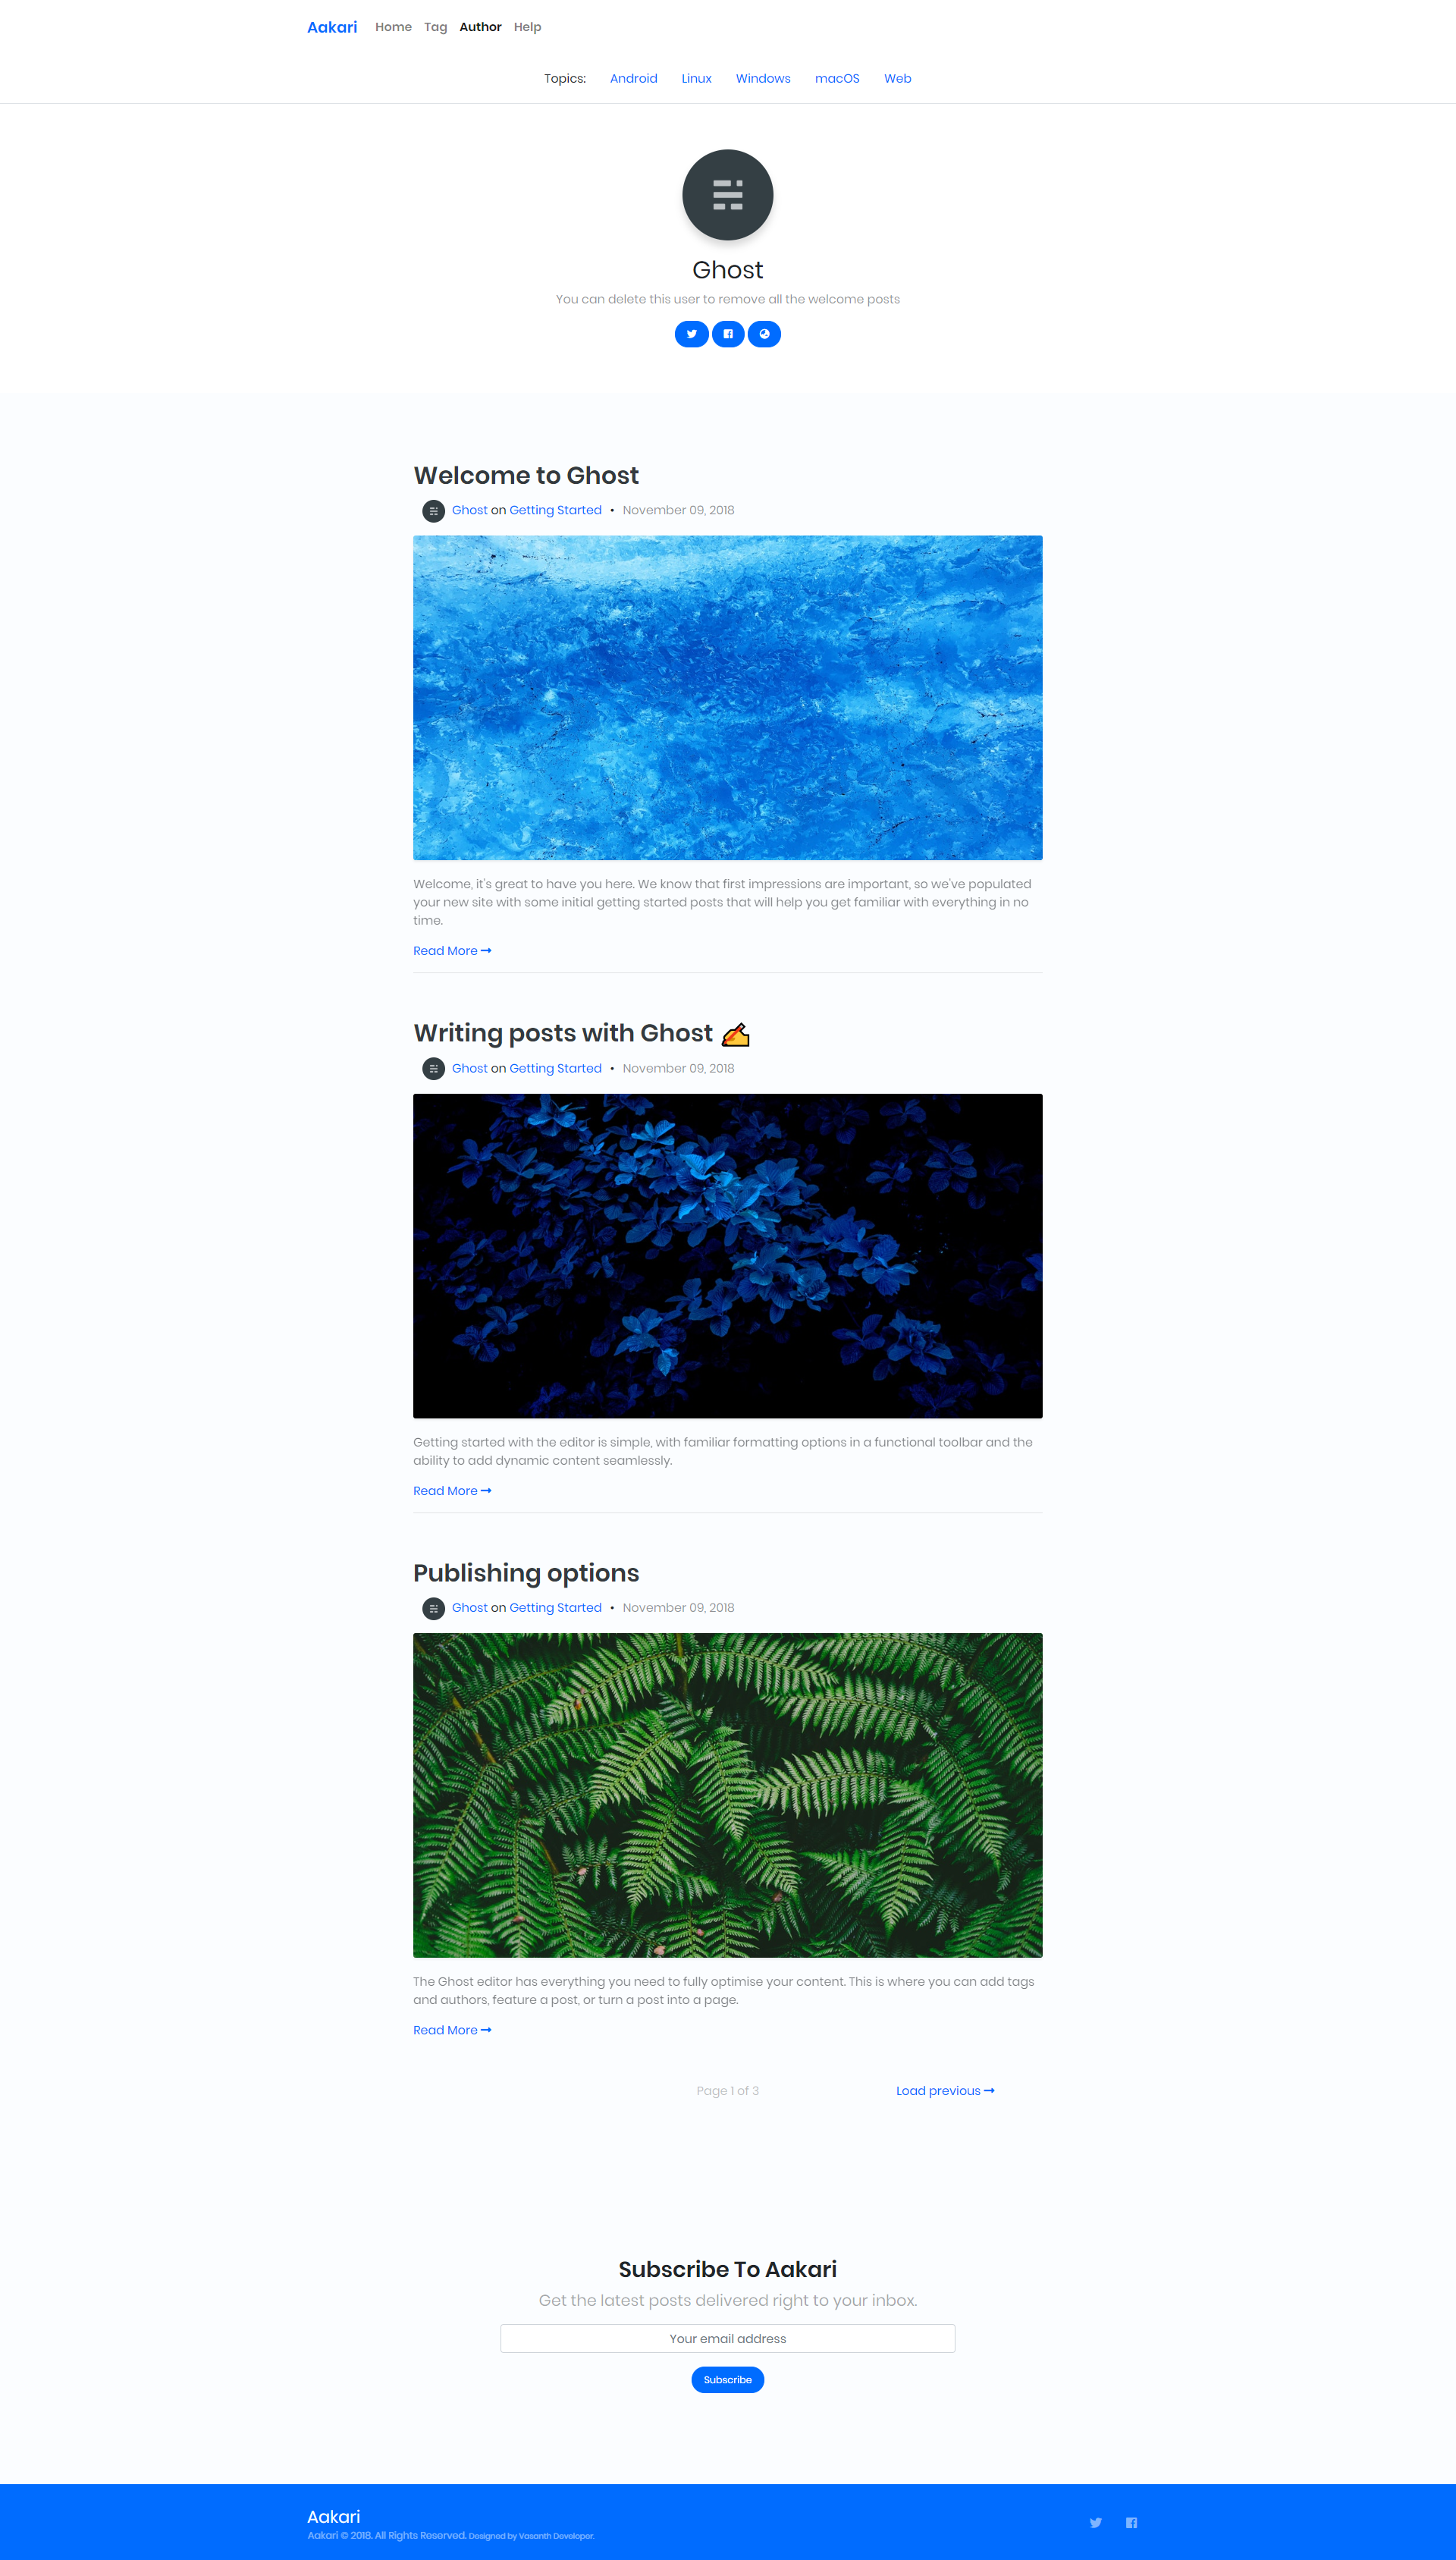 Aakari Home Tag Author Help
Topics: Android Linux Windows macOS Web
Ghost
You can delete this user to remove all the welcome posts
Welcome to Ghost
Ghost on Getting Started • November 09, 2018
Welcome, it's great to have you here. We know that first impressions are important, so we've populated
your new site with some initial getting started posts that will help you get familiar with everything in no
time.
Read More
Writing posts with Ghost ✍️
Ghost on Getting Started • November 09, 2018
Getting started with the editor is simple, with familiar formatting options in a functional toolbar and the
ability to add dynamic content seamlessly.
Read More
Publishing options
Ghost on Getting Started • November 09, 2018
The Ghost editor has everything you need to fully optimise your content. This is where you can add tags
and authors, feature a post, or turn a post into a page.
Read More
Page 1 of 3 Load previous
Subscribe To Aakari
Get the latest posts delivered right to your inbox.
Your email address
Subscribe
Aakari
Aakari © 2018. All Rights Reserved. Designed by Vasanth Developer.